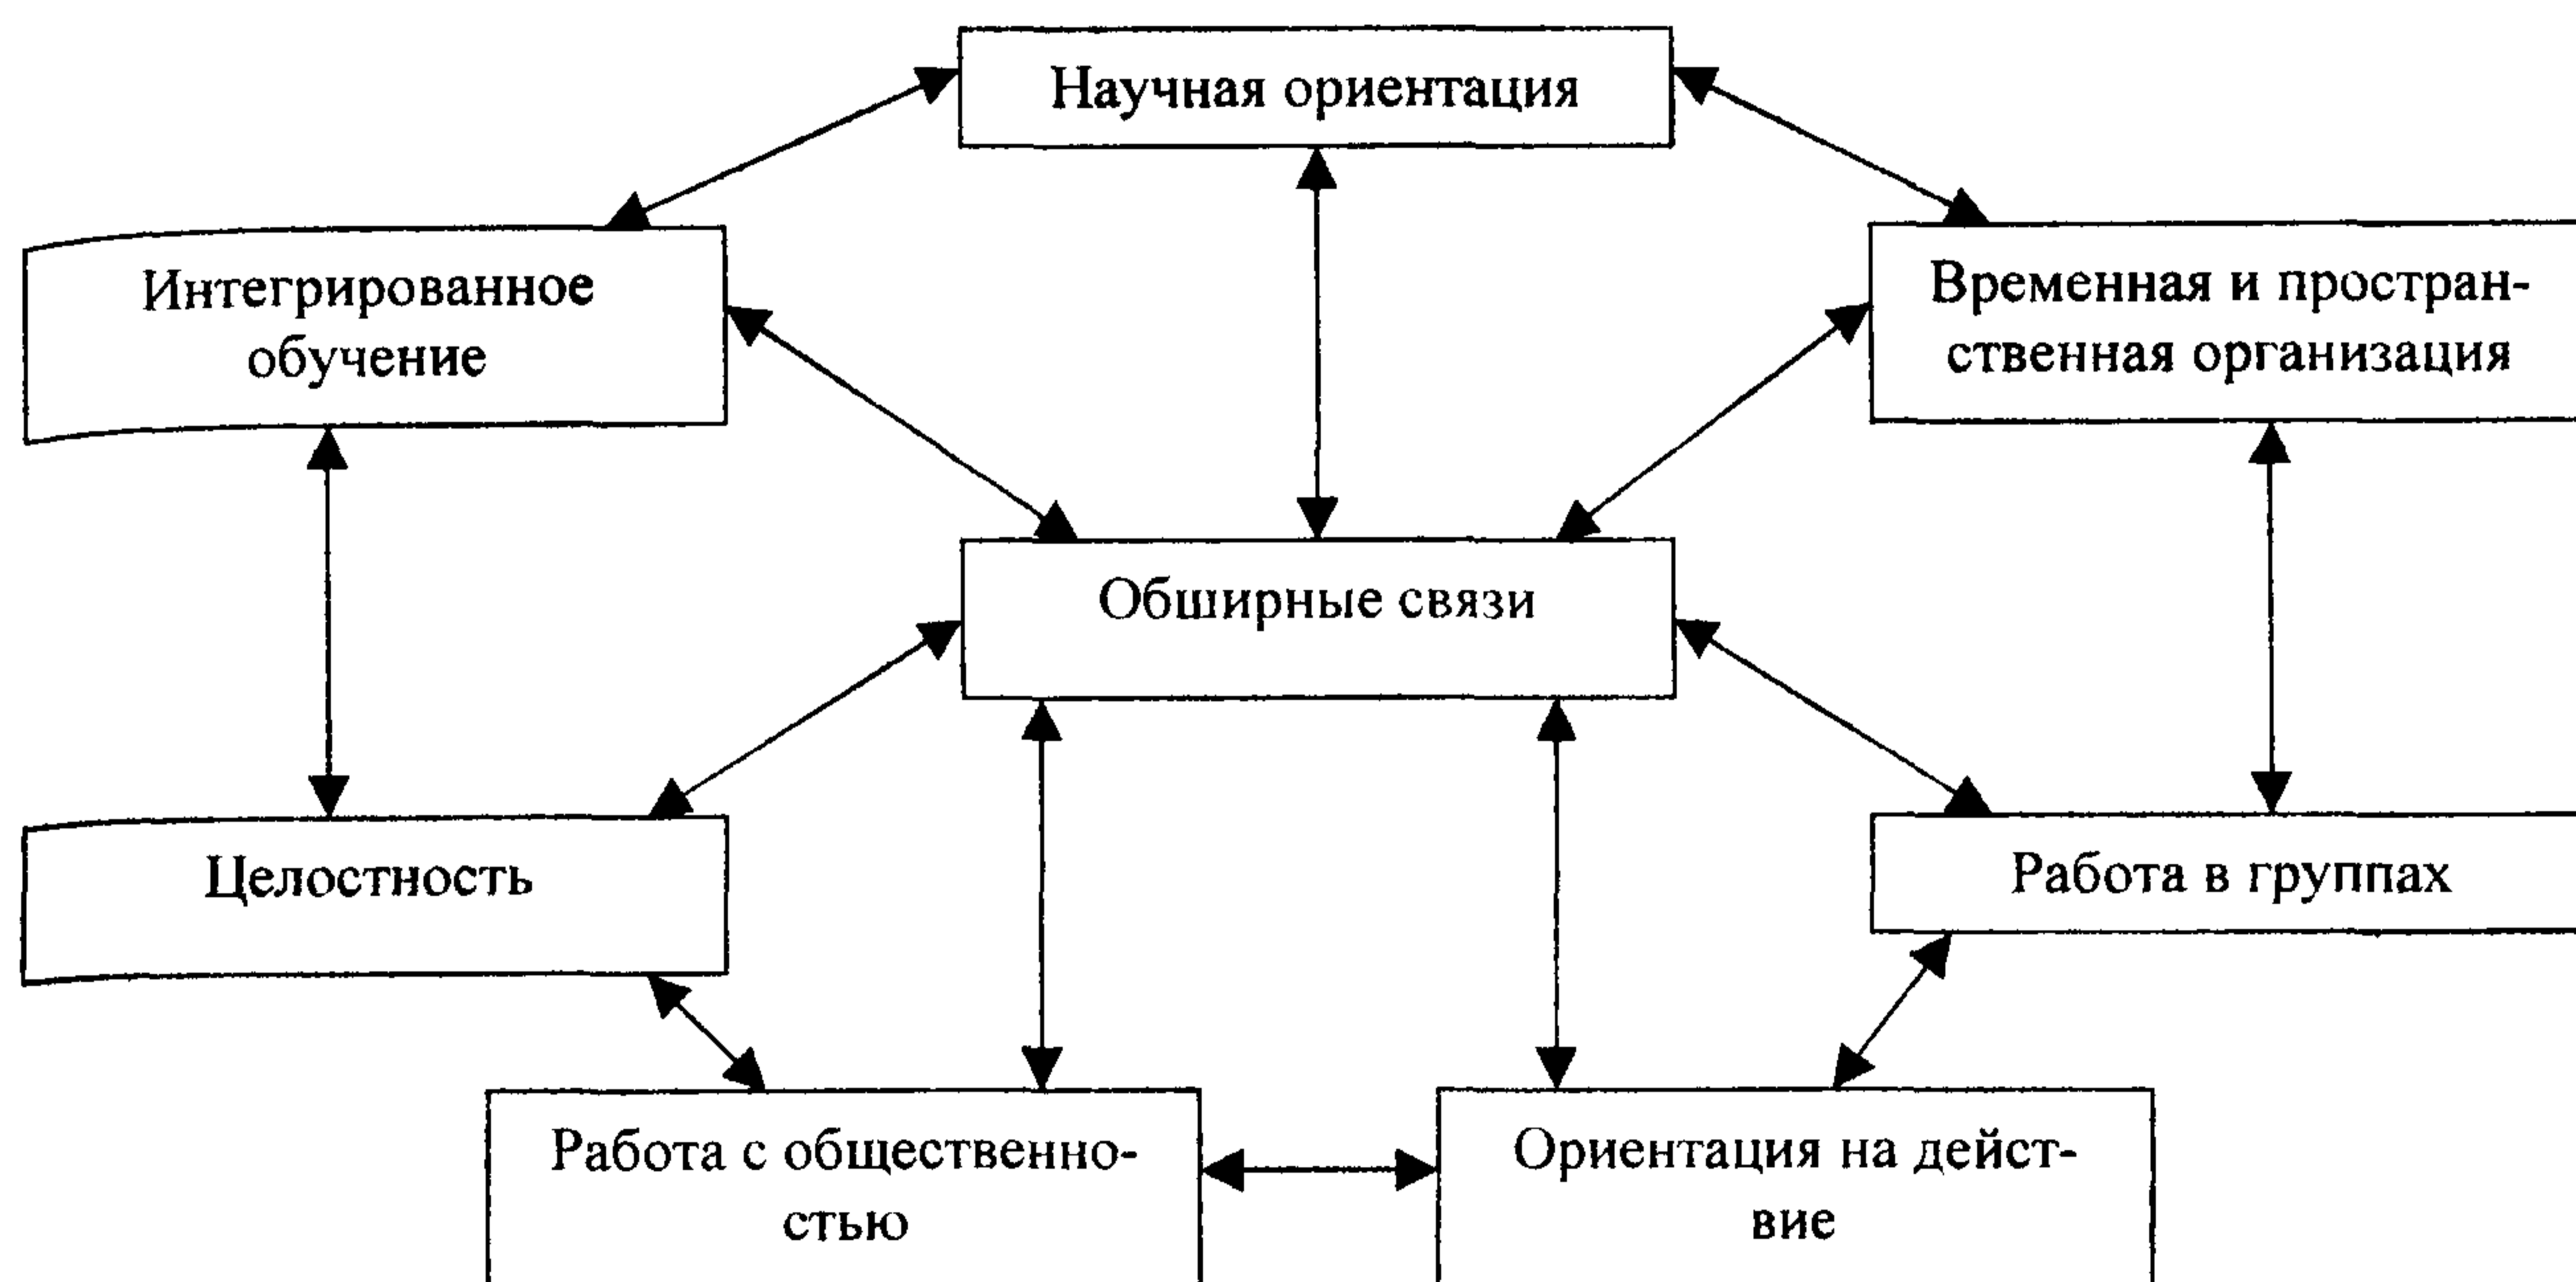 Научная ориентация
Интегрированное
обучение
Временная и простран-
ственная организация
Обширные связи
Целостность
Работа в группах
Работа с общественно-
стью
Ориентация на дейст-
вие